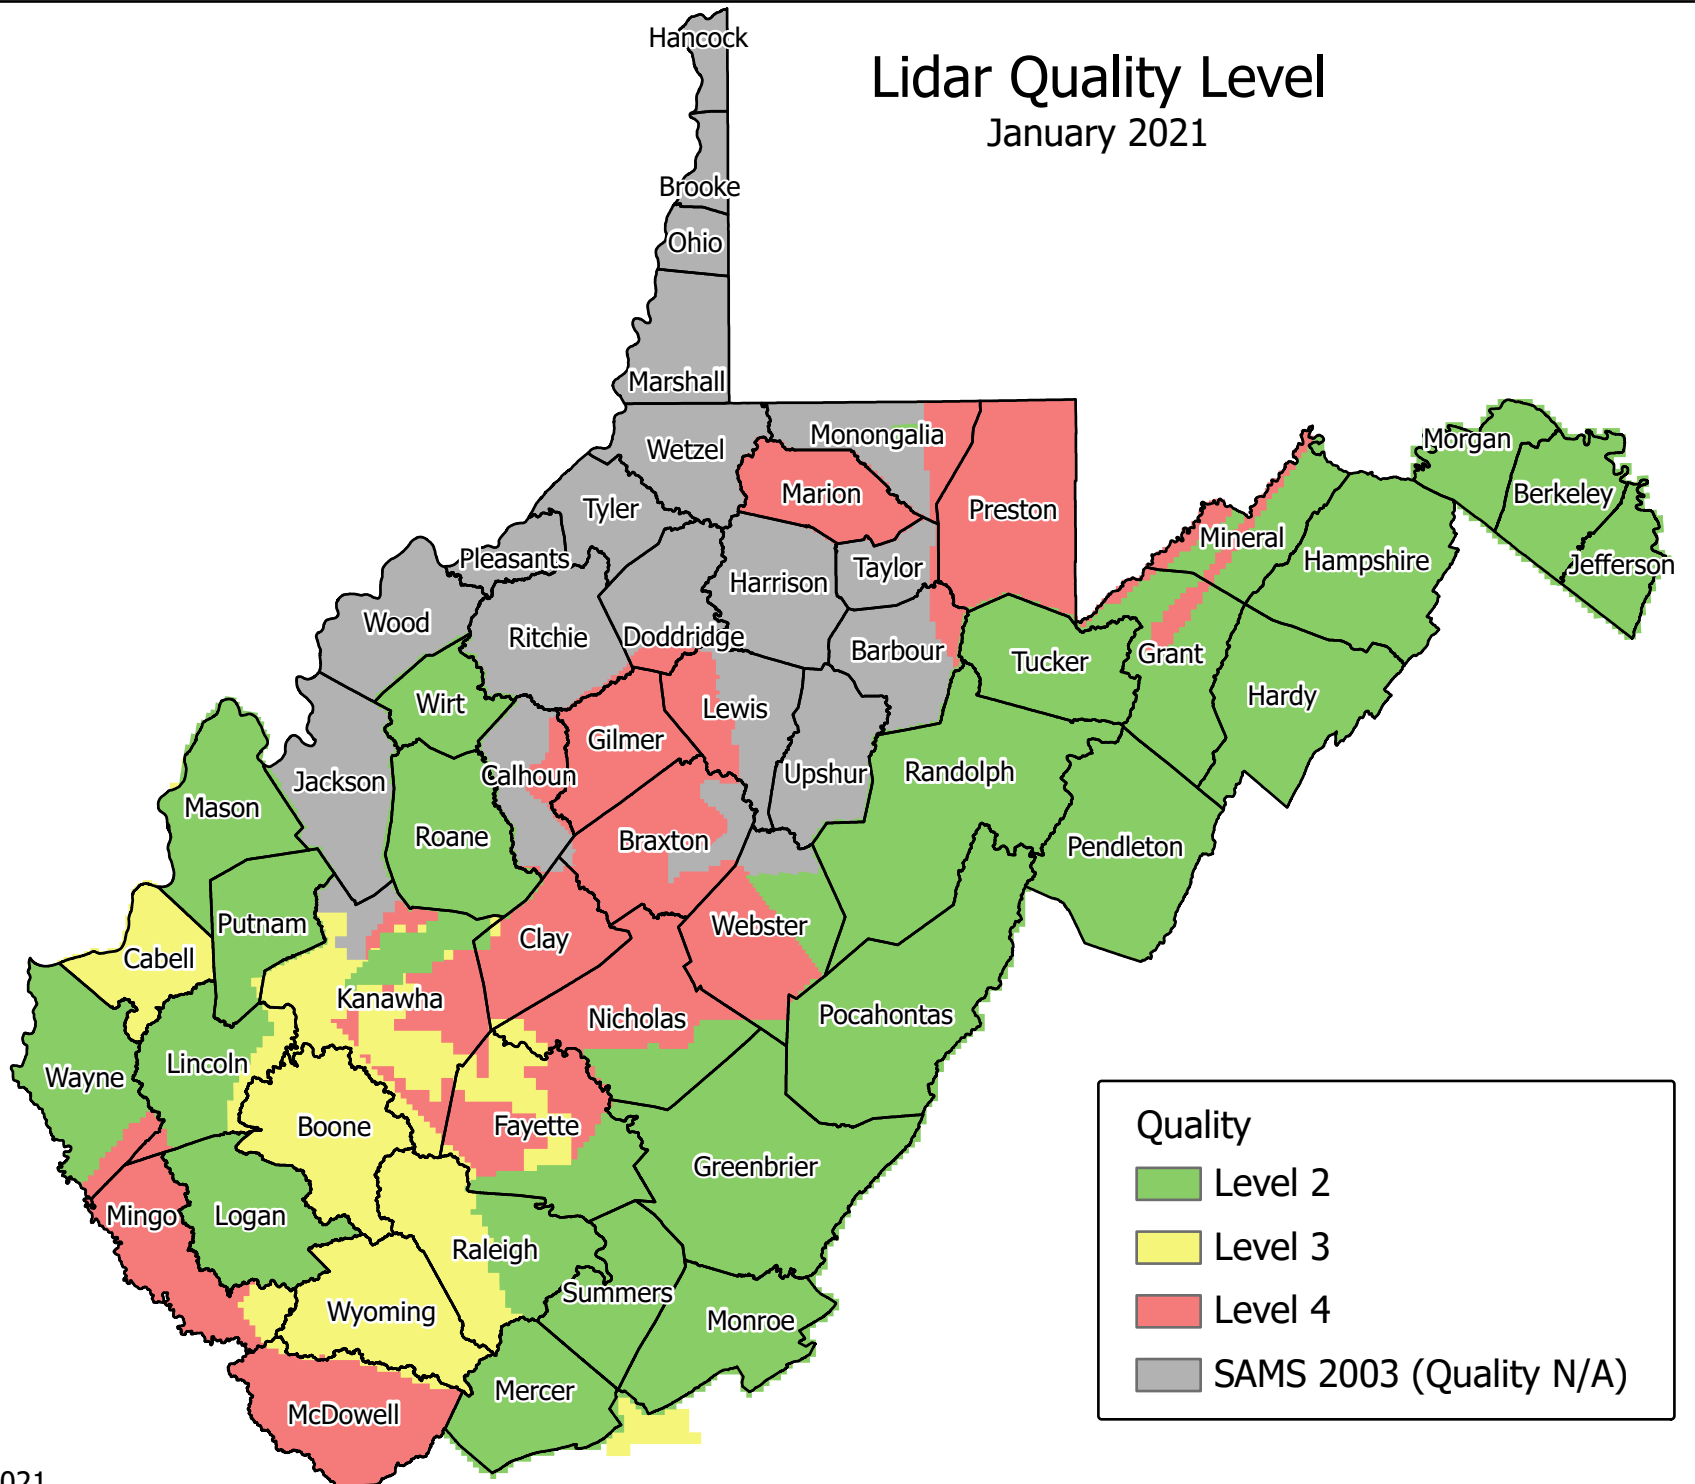 Hancock
Lidar Quality Level
January 2021
Brooke
Ohio
Marshall
Wetzel
Monongalia
Morgan
Marion
Preston
Berkeley
Tyler
Mineral
Pleasants
Hampshire
Jefferson
Harrison
Taylor
Wood
Ritchie
Doddridge
Barbour
Tucker
Grant
Wirt
Lewis
Hardy
Gilmer
Jackson
Calhoun
Upshur
Randolph
Mason
Roane
Braxton
Pendleton
Putnam
Clay
Webster
Cabell
Kanawha
Nicholas
Pocahontas
Lincoln
Wayne
Boone
Fayette
Greenbrier
Mingo
Logan
Raleigh
Summers
Wyoming
Monroe
Mercer
McDowell
Quality
Level 2
Level 3
Level 4
SAMS 2003 (Quality N/A)